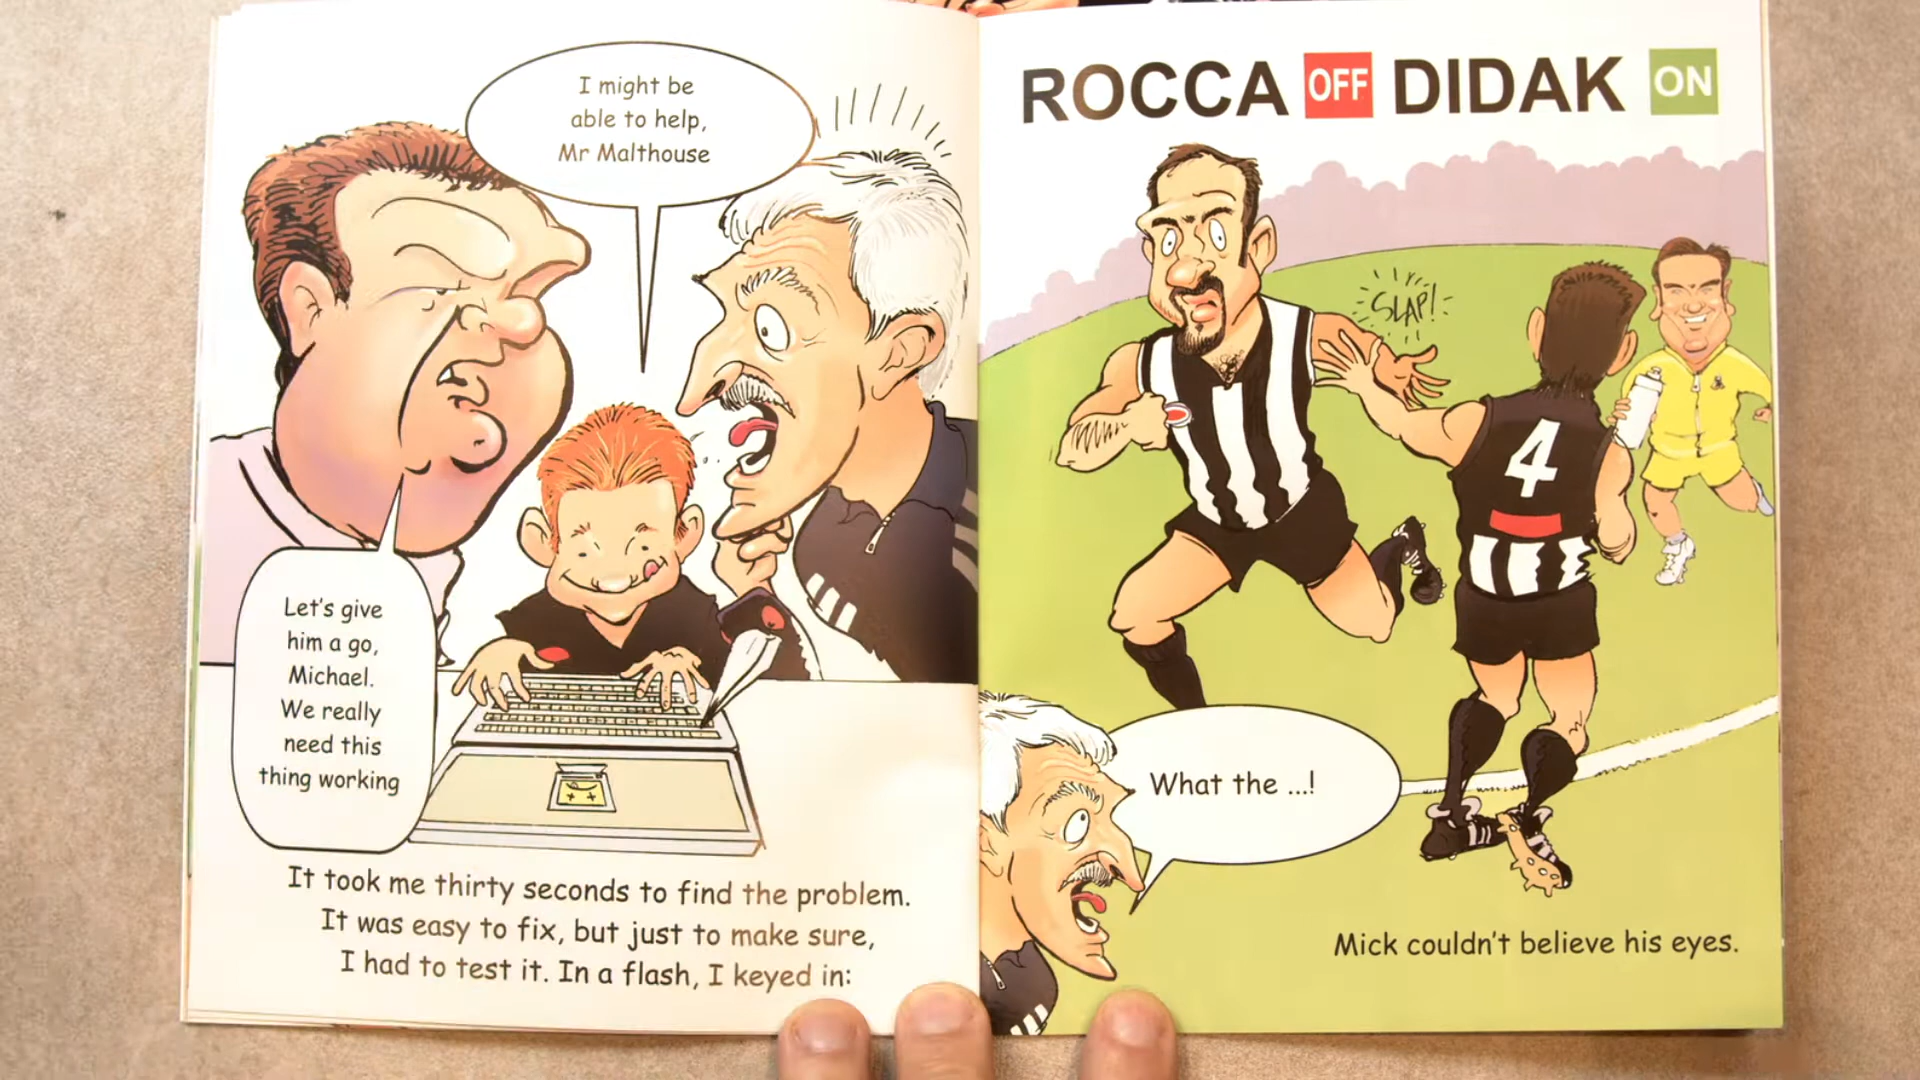 I might be
able to help,
Mr Malthouse
Let's give
him a go,
Michael.
We really
need this
thing working
It took me thirty seconds to find the problem.
It was easy to fix, but just to make sure,
I had to test it. In a flash, I keyed in:
ROCCA OFF DIDAK ON
SLAP!
4
What the ...!
Mick couldn't believe his eyes.